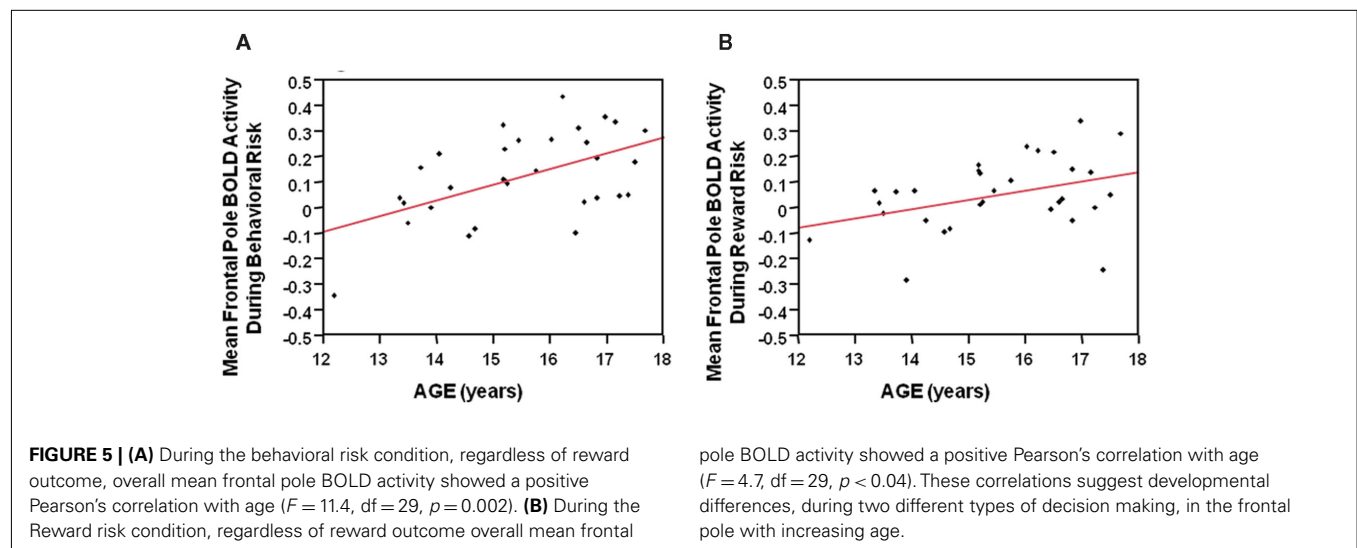 A
B
Mean Frontal Pole BOLD Activity
During Behavioral Risk
0.5
0.4
0.3
0.2
0.1
0
-0.1
-0.2
-0.3
-0.4
-0.5
12 13 14 15 16 17 18
AGE (years)
Mean Frontal Pole BOLD Activity
During Reward Risk
0.5
0.4
0.3
0.2
0.1
0
-0.1
-0.2
-0.3
-0.4
-0.5
12 13 14 15 16 17 18
AGE (years)
FIGURE 5 | (A) During the behavioral risk condition, regardless of reward
outcome, overall mean frontal pole BOLD activity showed a positive
Pearson's correlation with age (F = 11.4, df = 29, p = 0.002). (B) During the
Reward risk condition, regardless of reward outcome overall mean frontal
pole BOLD activity showed a positive Pearson's correlation with age
(F = 4.7, df = 29, p < 0.04). These correlations suggest developmental
differences, during two different types of decision making, in the frontal
pole with increasing age.